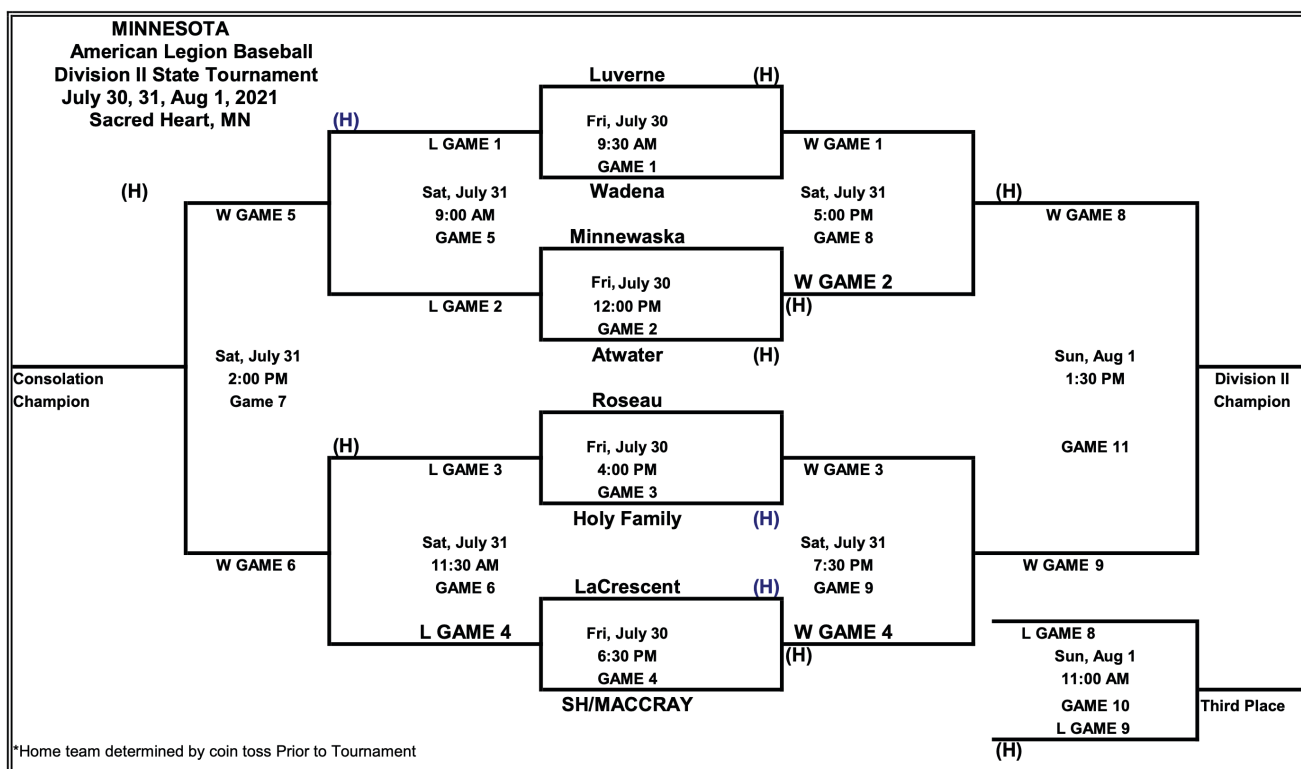 MINNESOTA
American Legion Baseball
Division II State Tournament
July 30, 31, Aug 1, 2021
Sacred Heart, MN
Luverne (H)
Fri, July 30
9:30 AM
GAME 1
Wadena
(H)
L GAME 1
W GAME 1
Sat, July 31
9:00 AM
GAME 5
Sat, July 31
5:00 PM
GAME 8
(H)
W GAME 5
(H)
W GAME 8
Minnewaska
Fri, July 30
12:00 PM
GAME 2
Atwater (H)
L GAME 2
W GAME 2
(H)
Sat, July 31
2:00 PM
Game 7
Consolation
Champion
Sun, Aug 1
1:30 PM
GAME 11
Division II
Champion
Roseau
Fri, July 30
4:00 PM
GAME 3
Holy Family (H)
(H)
L GAME 3
W GAME 3
Sat, July 31
11:30 AM
GAME 6
Sat, July 31
7:30 PM
GAME 9
W GAME 6
W GAME 9
LaCrescent (H)
Fri, July 30
6:30 PM
GAME 4
SH/MACCRAY
L GAME 4
W GAME 4
(H)
L GAME 8
Sun, Aug 1
11:00 AM
GAME 10
L GAME 9
(H)
Third Place
*Home team determined by coin toss Prior to Tournament